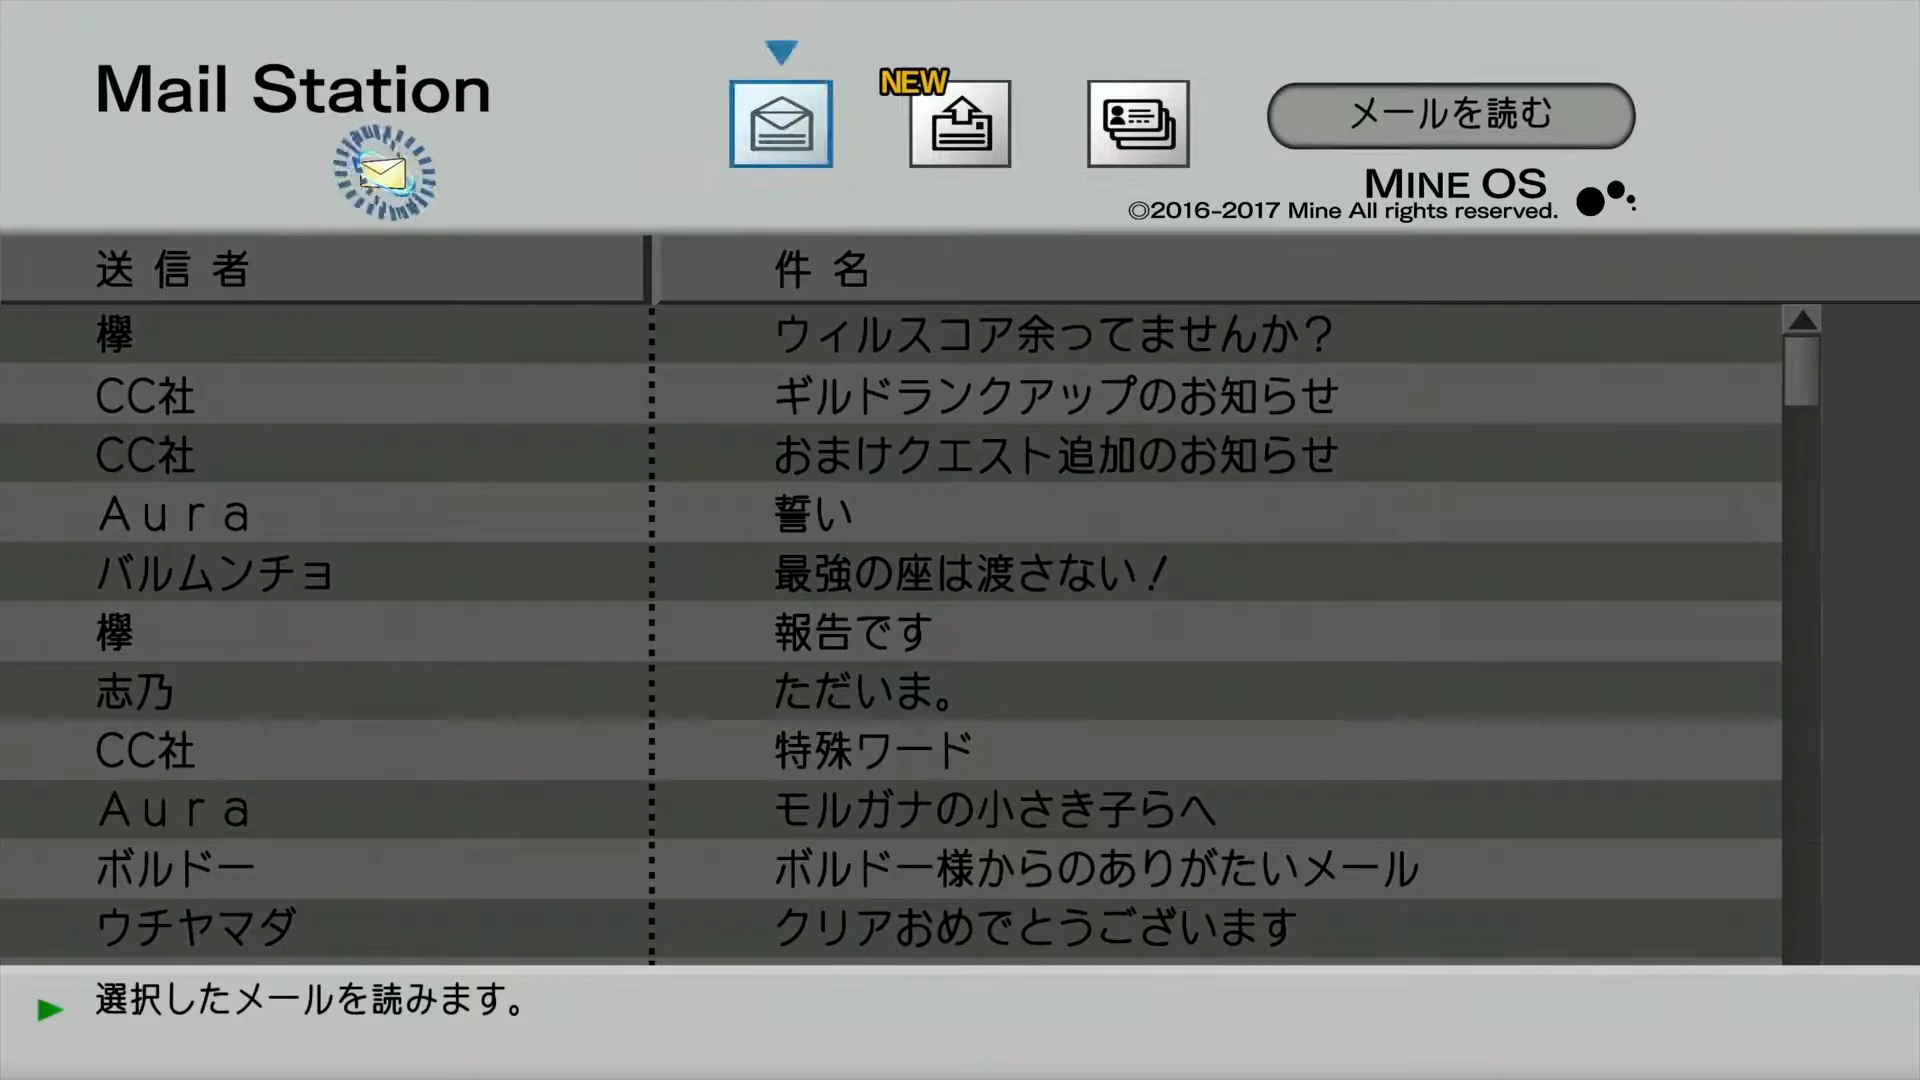 Mail Station
NEW
メールを読む
MINE OS
©2016-2017 Mine All rights reserved.
送信者 件名
欅 ウィルスコア余ってませんか？
CC社 ギルドランクアップのお知らせ
CC社 おまけクエスト追加のお知らせ
Ａｕｒａ 誓い
バルムンチョ 最強の座は渡さない！
欅 報告です
志乃 ただいま。
CC社 特殊ワード
Ａｕｒａ モルガナの小さき子らへ
ボルドー ボルドー様からのありがたいメール
ウチヤマダ クリアおめでとうございます
選択したメールを読みます。